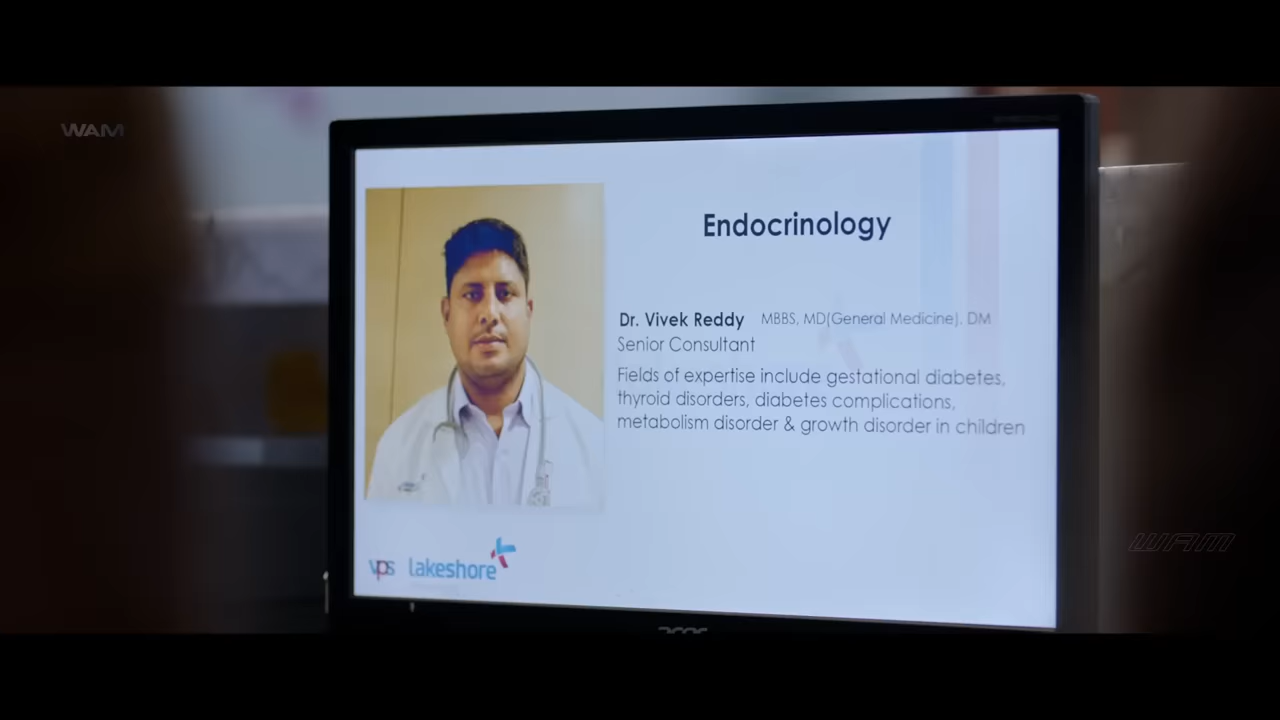 WAM
Endocrinology
Dr. Vivek Reddy MBBS, MD(General Medicine). DM
Senior Consultant
Fields of expertise include gestational diabetes,
thyroid disorders, diabetes complications,
metabolism disorder & growth disorder in children
WAM
vps lakeshore
acer